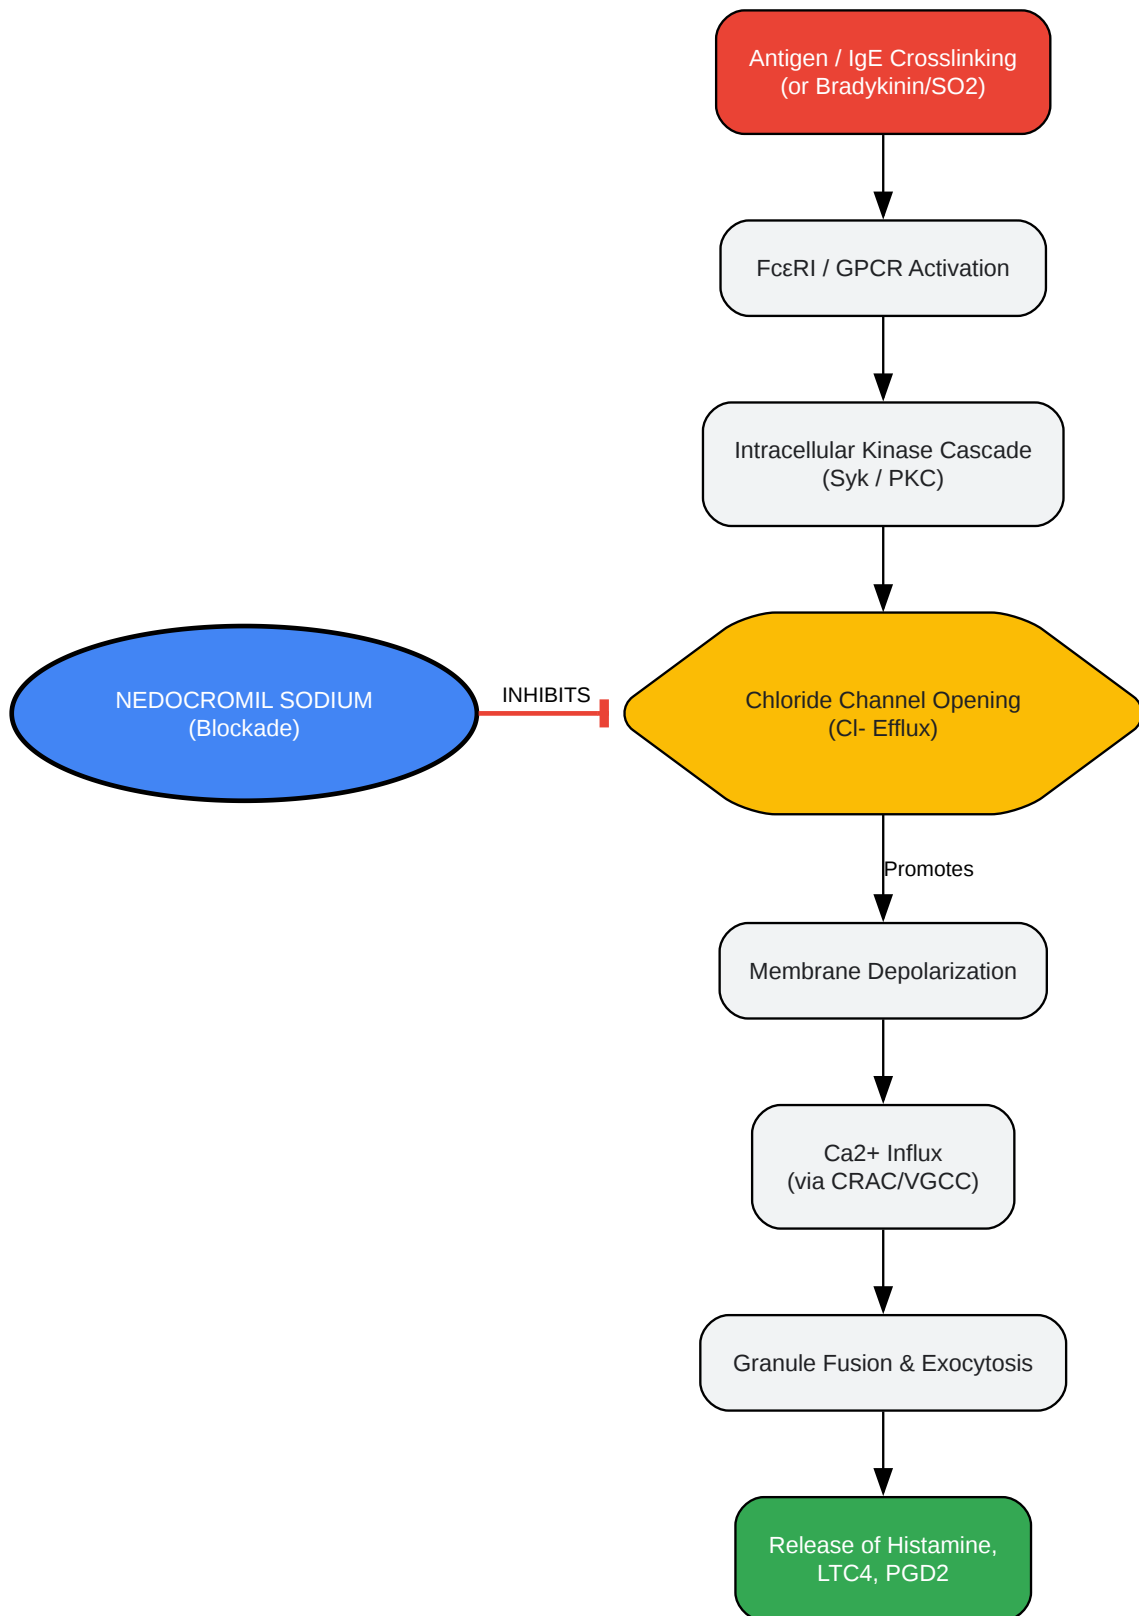 Antigen / IgE Crosslinking
(or Bradykinin/SO2)
FcεRI / GPCR Activation
Intracellular Kinase Cascade
(Syk / PKC)
NEDOCROMIL SODIUM
(Blockade)
INHIBITS
Chloride Channel Opening
(Cl- Efflux)
Promotes
Membrane Depolarization
Ca2+ Influx
(via CRAC/VGCC)
Granule Fusion & Exocytosis
Release of Histamine,
LTC4, PGD2